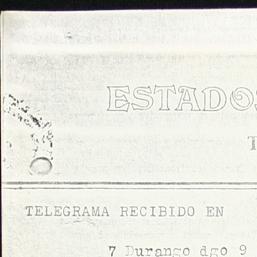 ESTADOS
T
TELEGRAMA RECIBIDO EN
7 Durango dgo 9